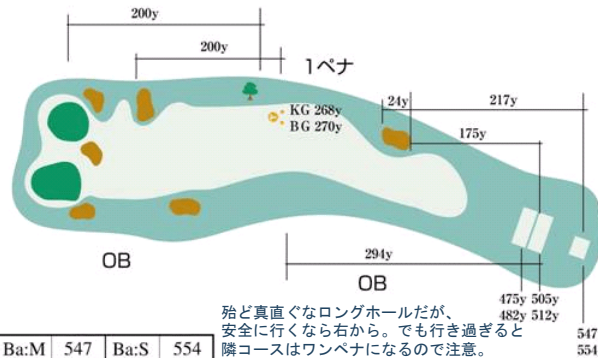 200y
200y
1ペナ
KG 268y
BG 270y
24y
217y
175y
OB
294y
OB
475y 505y
482y 512y
547
554
殆ど真直ぐなロングホールだが、
安全に行くなら右から。でも行き過ぎると
隣コースはワンペナになるので注意。
Ba:M 547 Ba:S 554